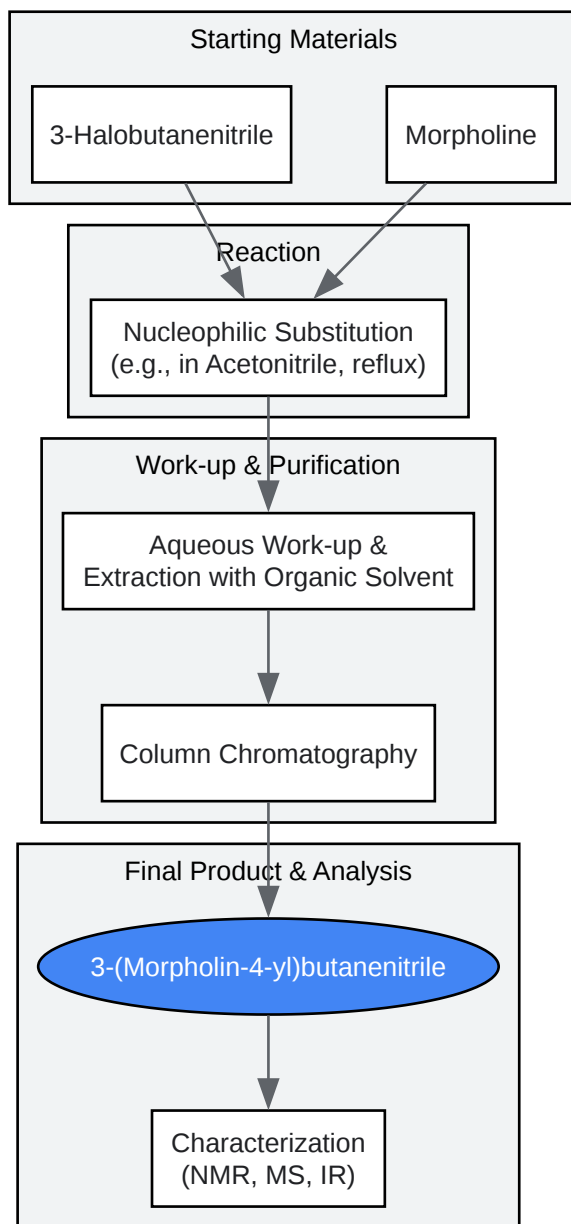 Starting Materials
3-Halobutanenitrile
Morpholine
Reaction
Nucleophilic Substitution
(e.g., in Acetonitrile, reflux)
Work-up & Purification
Aqueous Work-up &
Extraction with Organic Solvent
Column Chromatography
Final Product & Analysis
3-(Morpholin-4-yl)butanenitrile
Characterization
(NMR, MS, IR)